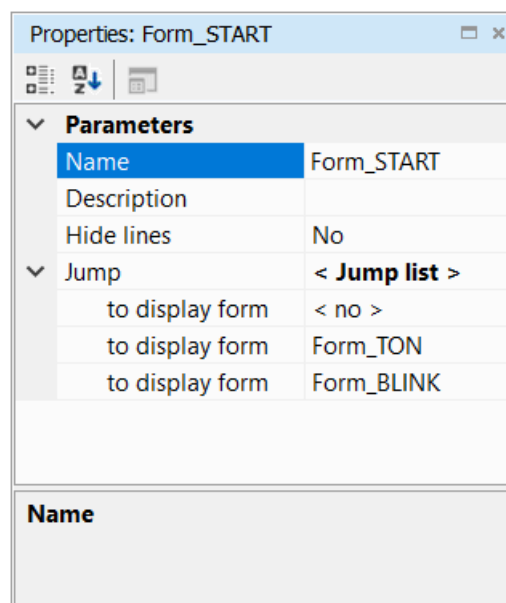 Properties: Form_START
Parameters
Name Form_START
Description
Hide lines No
Jump < Jump list >
to display form < no >
to display form Form_TON
to display form Form_BLINK
Name